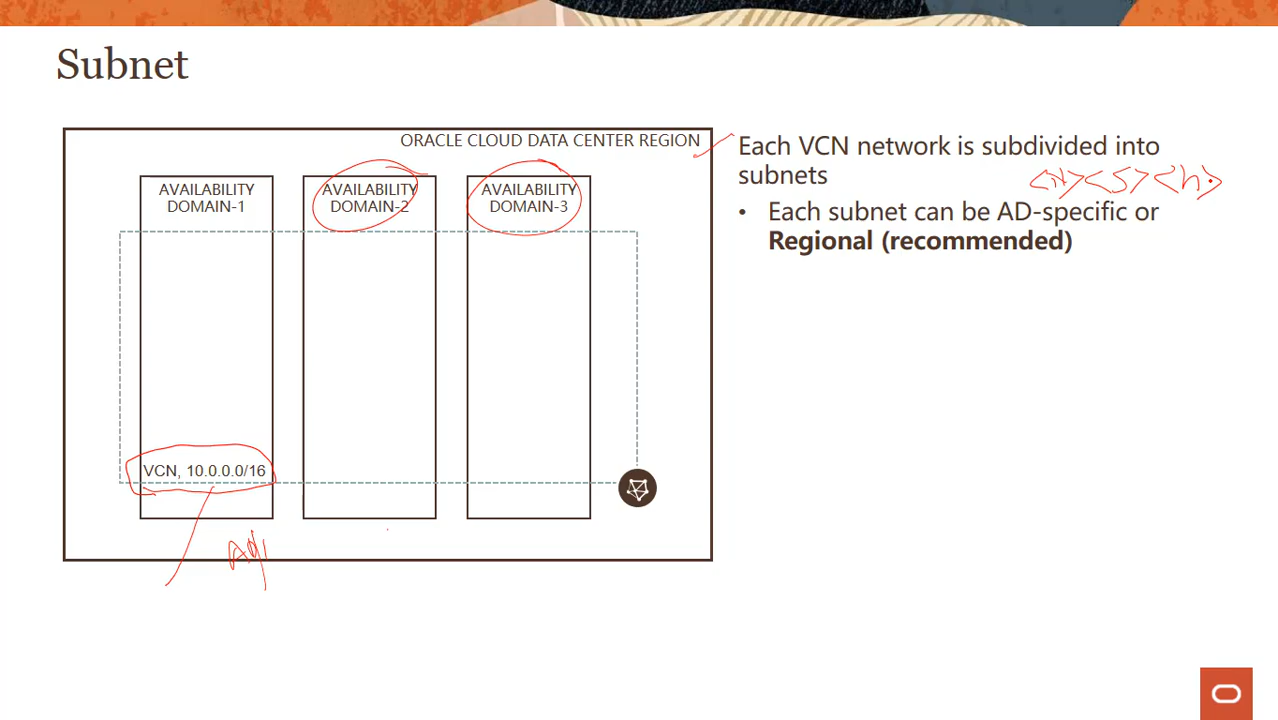 Subnet
ORACLE CLOUD DATA CENTER REGION
AVAILABILITY
DOMAIN-1
AVAILABILITY
DOMAIN-2
AVAILABILITY
DOMAIN-3
VCN, 10.0.0.0/16
Each VCN network is subdivided into
subnets
<n><s><h>
• Each subnet can be AD-specific or
Regional (recommended)